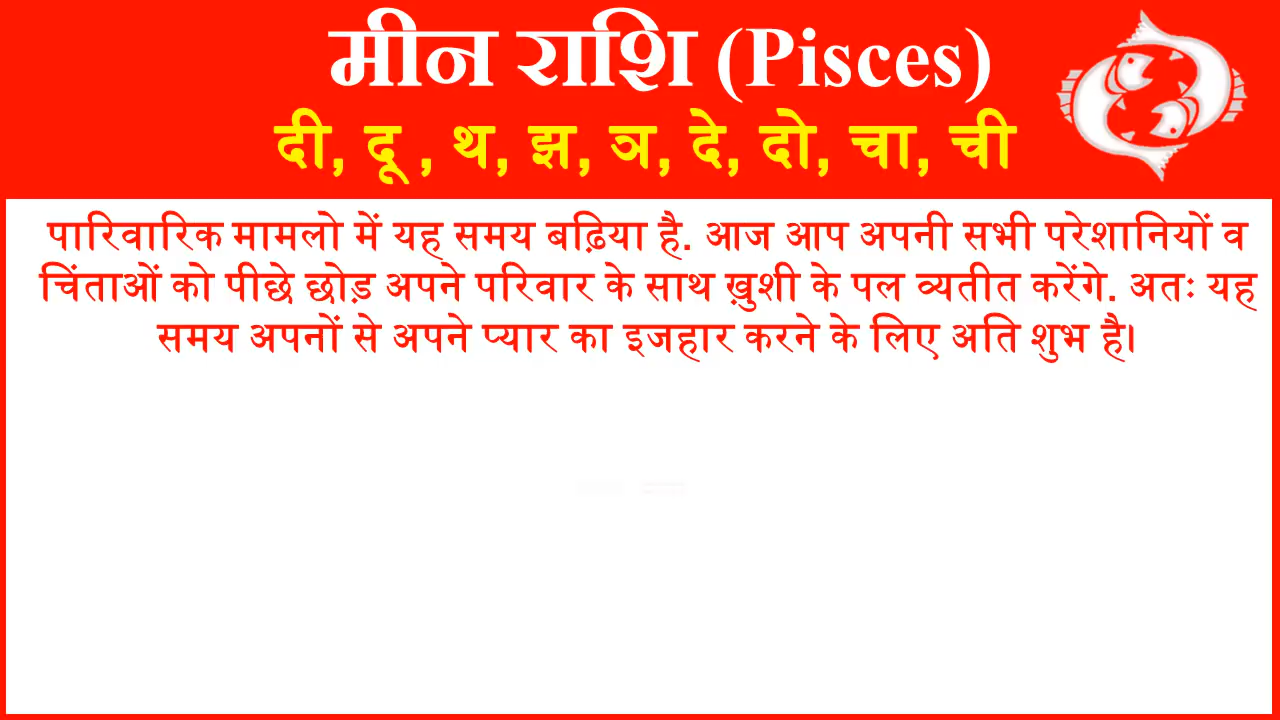 मीन राशि (Pisces)
दी, दू , थ, झ, ञ, दे, दो, चा, ची
पारिवारिक मामलो में यह समय बढ़िया है. आज आप अपनी सभी परेशानियों व
चिंताओं को पीछे छोड़ अपने परिवार के साथ ख़ुशी के पल व्यतीत करेंगे. अतः यह
समय अपनों से अपने प्यार का इजहार करने के लिए अति शुभ है।